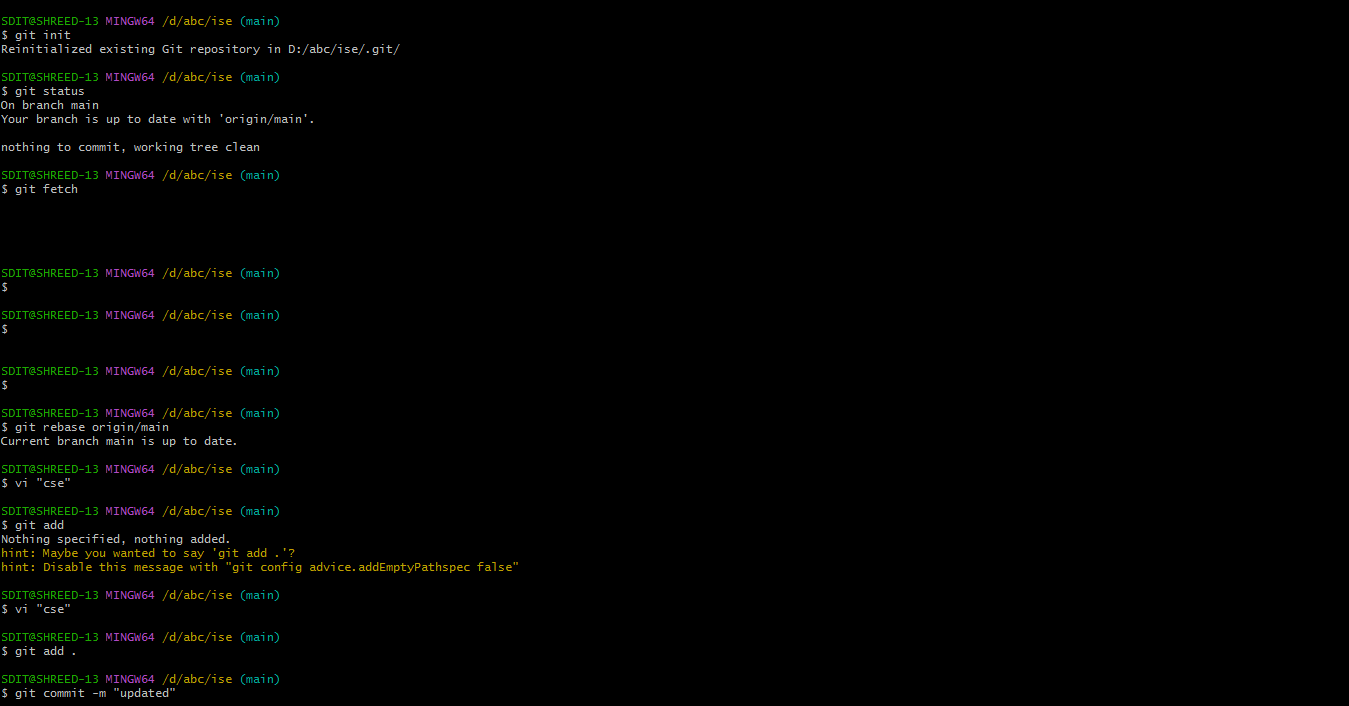 SDIT@SHREED-13 MINGW64 /d/abc/ise (main)
$ git init
Reinitialized existing Git repository in D:/abc/ise/.git/
SDIT@SHREED-13 MINGW64 /d/abc/ise (main)
$ git status
On branch main
Your branch is up to date with 'origin/main'.
nothing to commit, working tree clean
SDIT@SHREED-13 MINGW64 /d/abc/ise (main)
$ git fetch
SDIT@SHREED-13 MINGW64 /d/abc/ise (main)
$
SDIT@SHREED-13 MINGW64 /d/abc/ise (main)
$
SDIT@SHREED-13 MINGW64 /d/abc/ise (main)
$
SDIT@SHREED-13 MINGW64 /d/abc/ise (main)
$ git rebase origin/main
Current branch main is up to date.
SDIT@SHREED-13 MINGW64 /d/abc/ise (main)
$ vi "cse"
SDIT@SHREED-13 MINGW64 /d/abc/ise (main)
$ git add
Nothing specified, nothing added.
hint: Maybe you wanted to say 'git add .'?
hint: Disable this message with "git config advice.addEmptyPathspec false"
SDIT@SHREED-13 MINGW64 /d/abc/ise (main)
$ vi "cse"
SDIT@SHREED-13 MINGW64 /d/abc/ise (main)
$ git add .
SDIT@SHREED-13 MINGW64 /d/abc/ise (main)
$ git commit -m "updated"